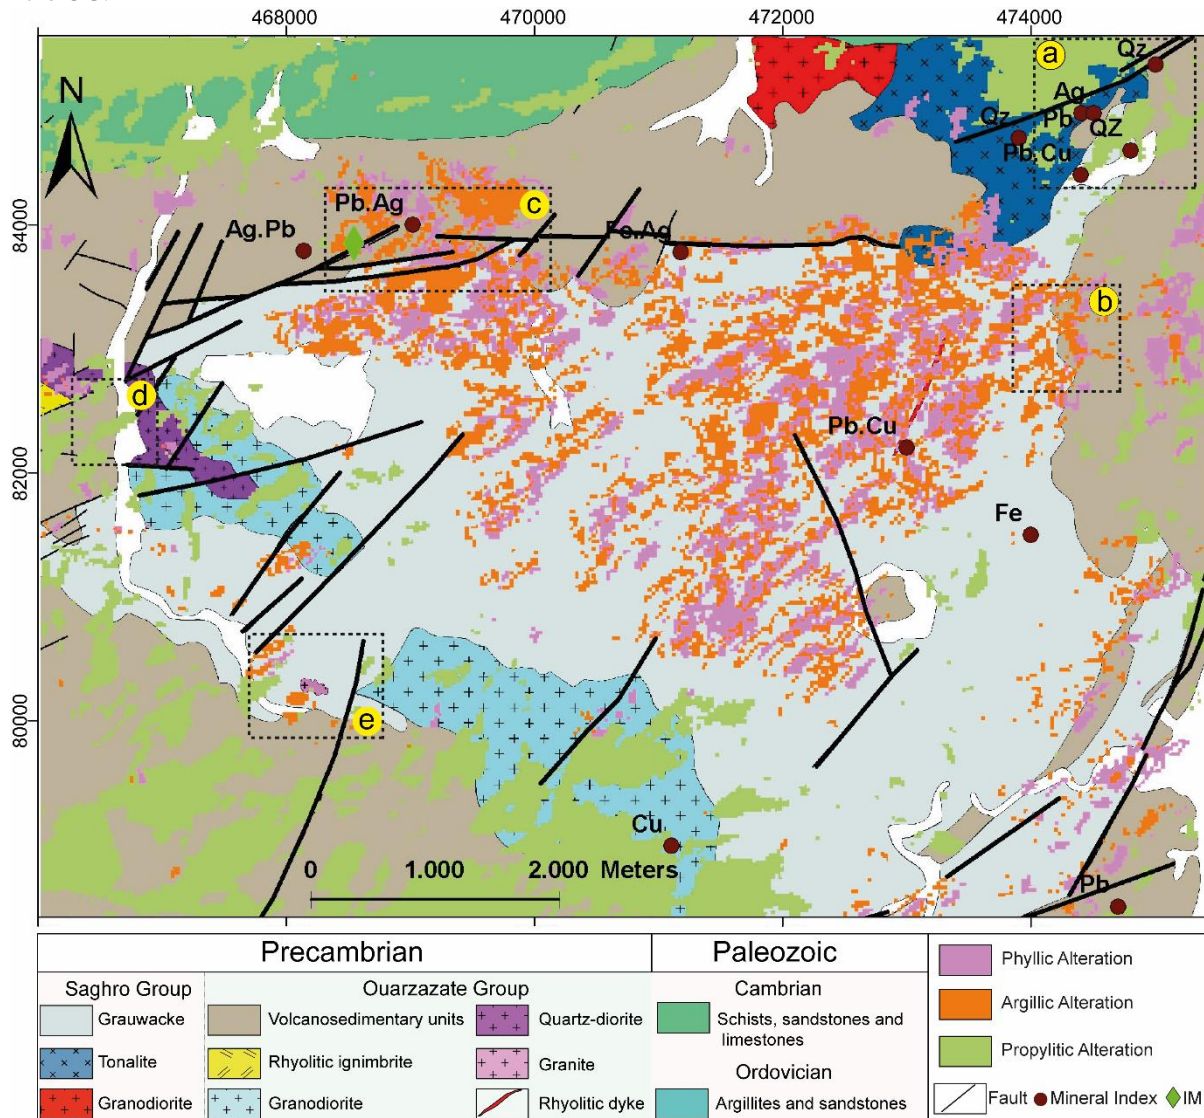 468000 470000 472000 474000
N
84000
82000
80000
a
Qz
Ag
Pb
QZ
Qz
Pb.Cu
c
Pb.Ag
Ag.Pb
Fe.Ag
b
d
Pb.Cu
Fe
e
Cu
Pb
0 1.000 2.000 Meters
Precambrian
Paleozoic
Saghro Group
Ouarzazate Group
Cambrian
Grauwacke
Volcanosedimentary units
Quartz-diorite
Schists, sandstones and
limestones
Tonalite
Rhyolitic ignimbrite
Granite
Ordovician
Granodiorite
Granodiorite
Rhyolitic dyke
Argillites and sandstones
Phyllic Alteration
Argillic Alteration
Propylitic Alteration
Fault
Mineral Index